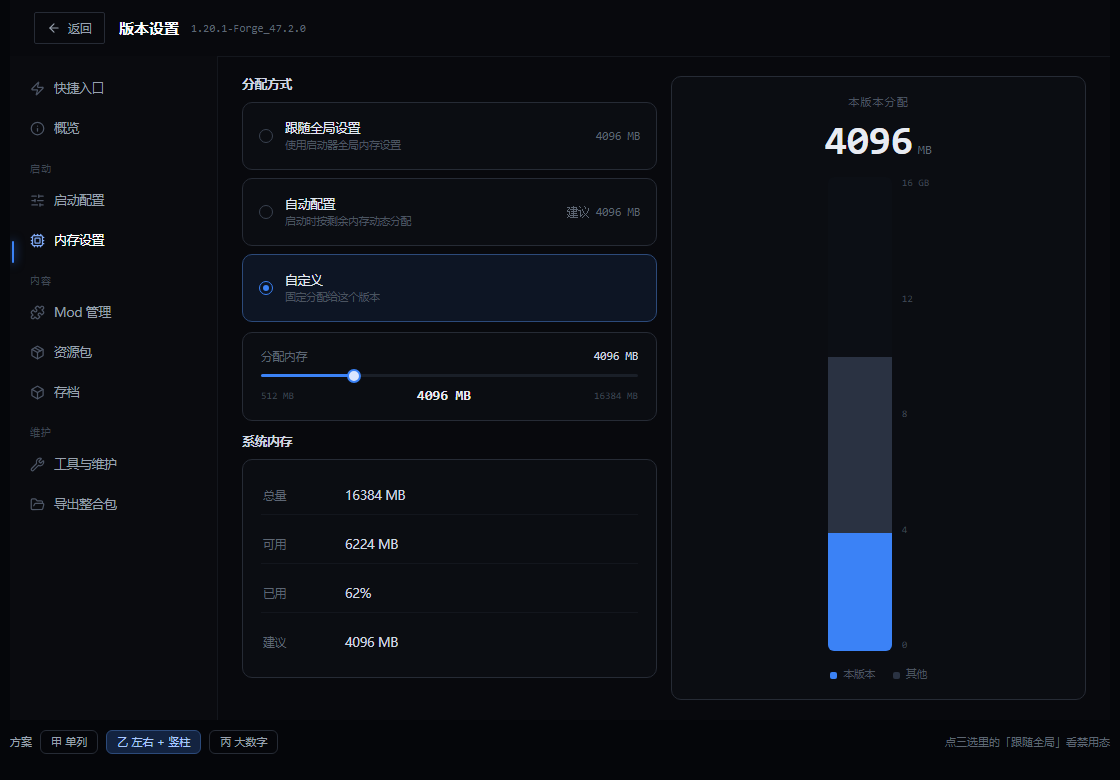 返回 版本设置 1.20.1-Forge_47.2.0
快捷入口
概览
启动
启动配置
内存设置
内容
Mod 管理
资源包
存档
维护
工具与维护
导出整合包
分配方式
跟随全局设置
使用启动器全局内存设置
4096 MB
自动配置
启动时按剩余内存动态分配
建议 4096 MB
自定义
固定分配给这个版本
分配内存 4096 MB
512 MB 4096 MB 16384 MB
系统内存
总量 16384 MB
可用 6224 MB
已用 62%
建议 4096 MB
本版本分配
4096 MB
16 GB
12
8
4
0
本版本 其他
方案 甲 单列 乙 左右 + 竖柱 丙 大数字
点三选里的「跟随全局」看禁用态